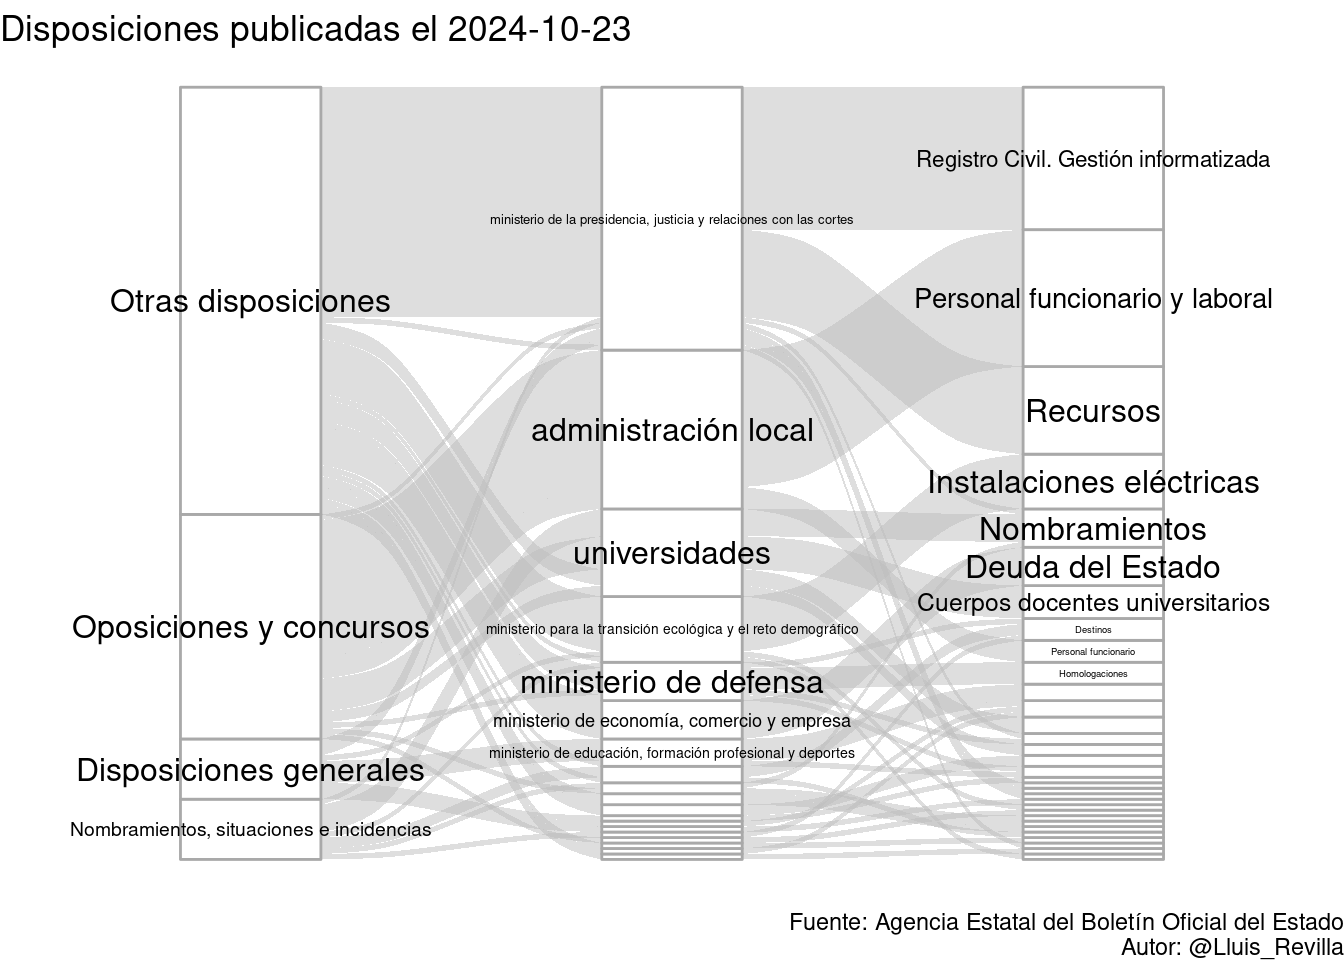 Disposiciones publicadas el 2024-10-23
Otras disposiciones
Oposiciones y concursos
Disposiciones generales
Nombramientos, situaciones e incidencias
ministerio de la presidencia, justicia y relaciones con las cortes
administración local
universidades
ministerio para la transición ecológica y el reto demográfico
ministerio de defensa
ministerio de economía, comercio y empresa
ministerio de educación, formación profesional y deportes
Registro Civil. Gestión informatizada
Personal funcionario y laboral
Recursos
Instalaciones eléctricas
Nombramientos
Deuda del Estado
Cuerpos docentes universitarios
Destinos
Personal funcionario
Homologaciones
Fuente: Agencia Estatal del Boletín Oficial del Estado
Autor: @Lluis_Revilla